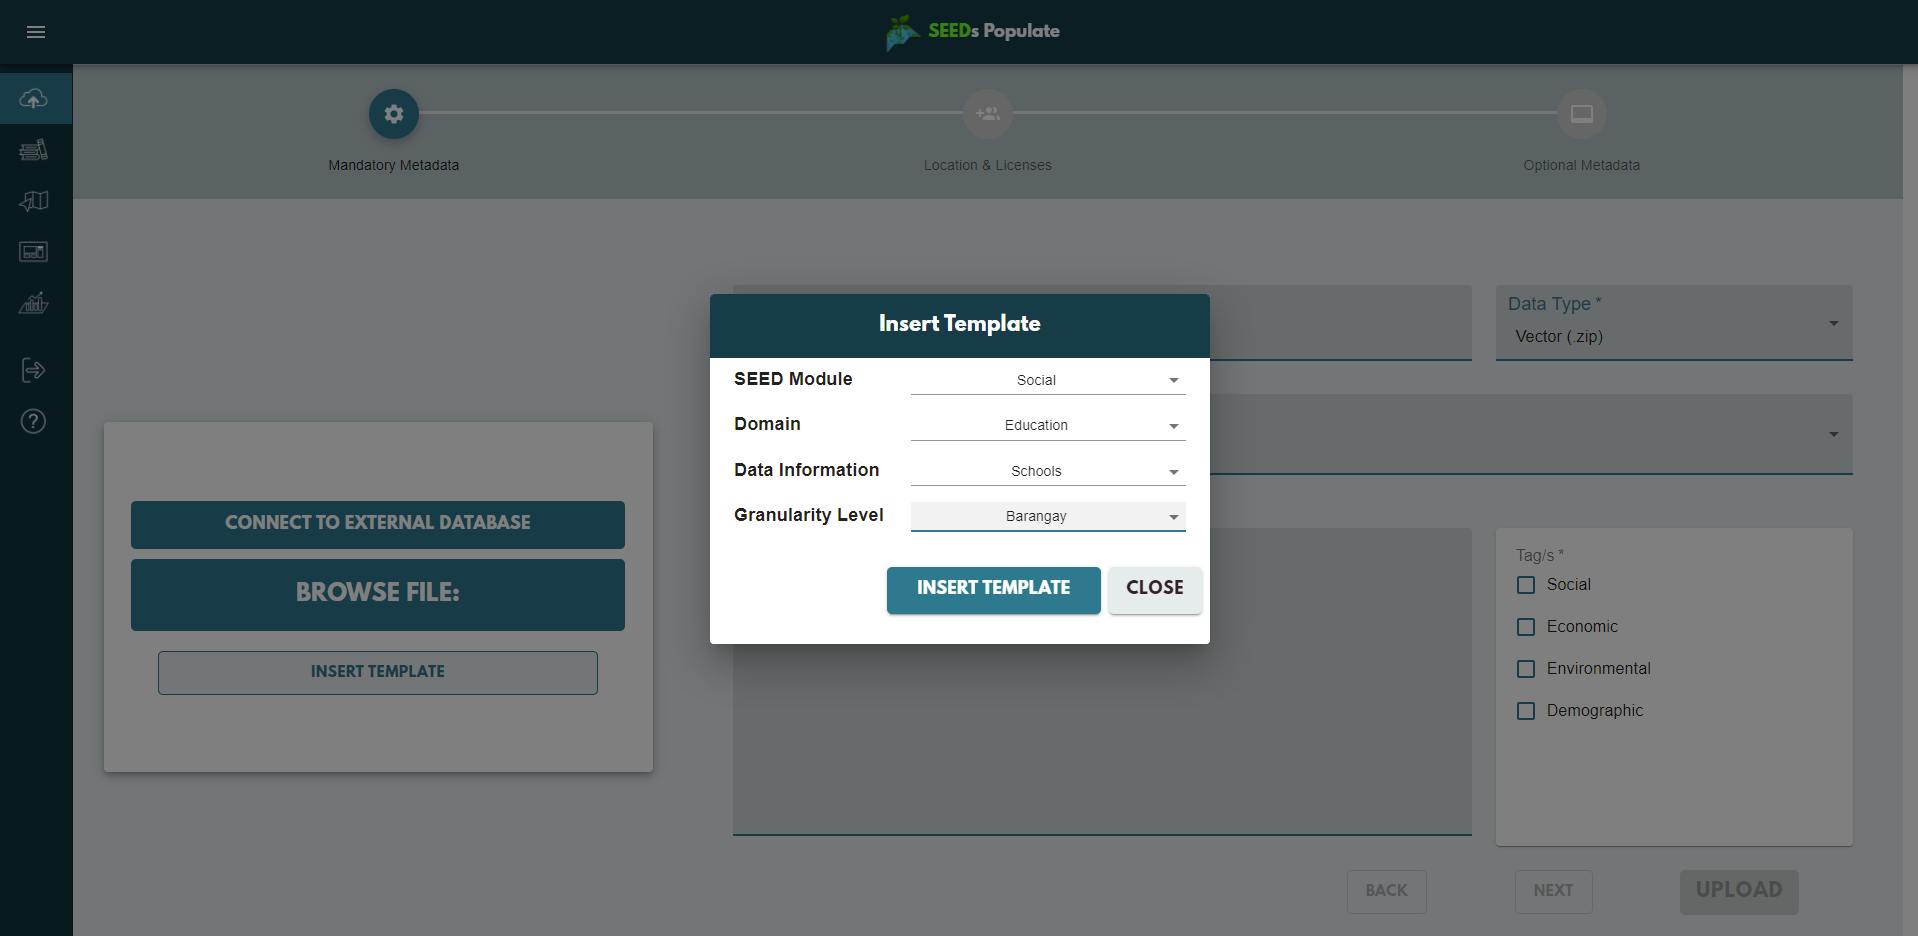 SEEDs Populate
Mandatory Metadata
Location & Licenses
Optional Metadata
Data Type *
Vector (.zip)
Insert Template
SEED Module
Social
Domain
Education
Data Information
Schools
Granularity Level
Barangay
INSERT TEMPLATE
CLOSE
CONNECT TO EXTERNAL DATABASE
BROWSE FILE:
INSERT TEMPLATE
Tag/s *
Social
Economic
Environmental
Demographic
BACK
NEXT
UPLOAD